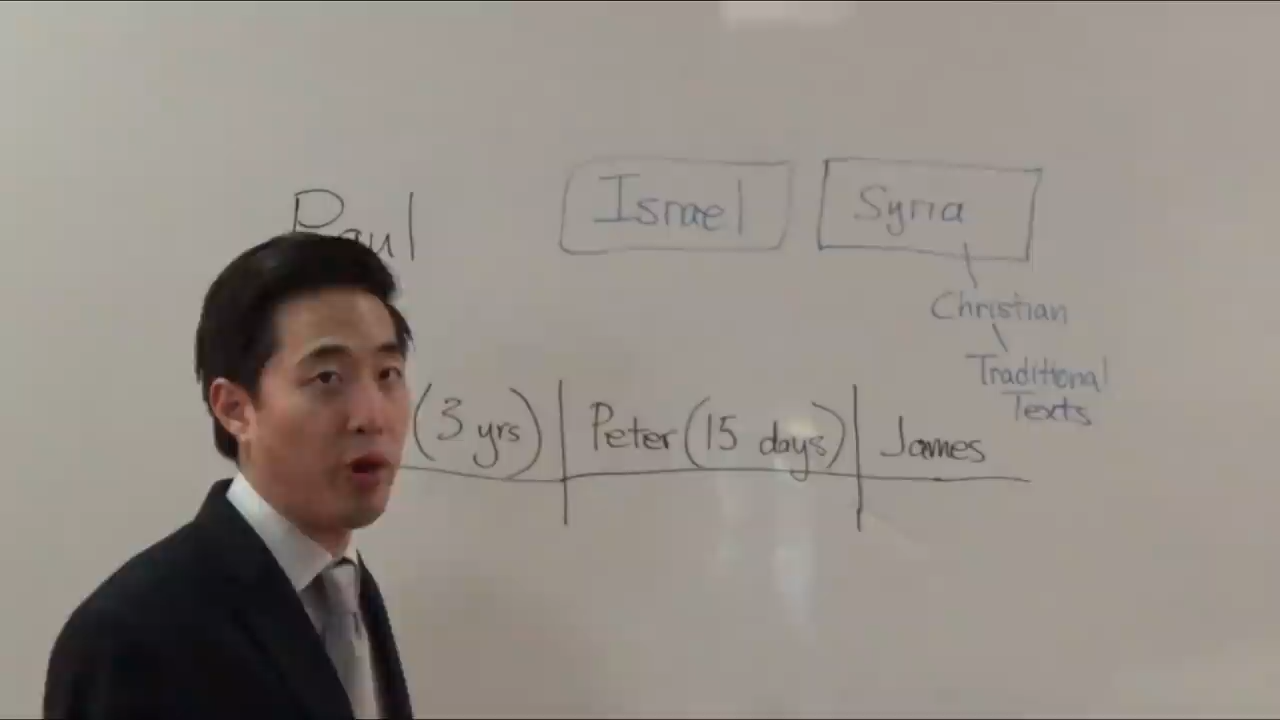 Paul
Israel
Syria
Christian
Traditional
Texts
(3 yrs)
Peter (15 days)
James